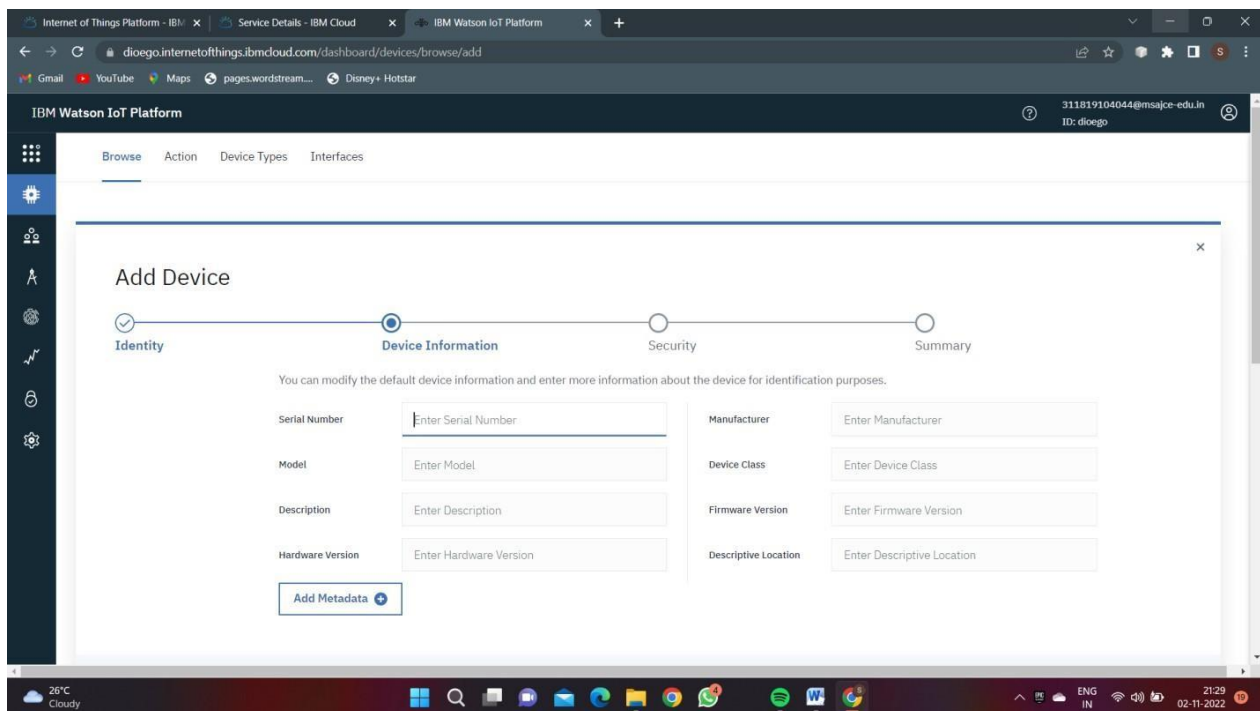 Internet of Things Platform - IBM
Service Details - IBM Cloud
IBM Watson IoT Platform
dioego.internetofthings.ibmcloud.com/dashboard/devices/browse/add
S
Gmail
YouTube
Maps
pages.wordstream....
Disney+ Hotstar
IBM Watson IoT Platform
311819104044@msajce-edu.in
ID: dioego
Browse
Action
Device Types
Interfaces
Add Device
Identity
Device Information
Security
Summary
You can modify the default device information and enter more information about the device for identification purposes.
Serial Number
Enter Serial Number
Manufacturer
Enter Manufacturer
Model
Enter Model
Device Class
Enter Device Class
Description
Enter Description
Firmware Version
Enter Firmware Version
Hardware Version
Enter Hardware Version
Descriptive Location
Enter Descriptive Location
Add Metadata
26°C
Cloudy
4
W
ENG
IN
21:29
02-11-2022